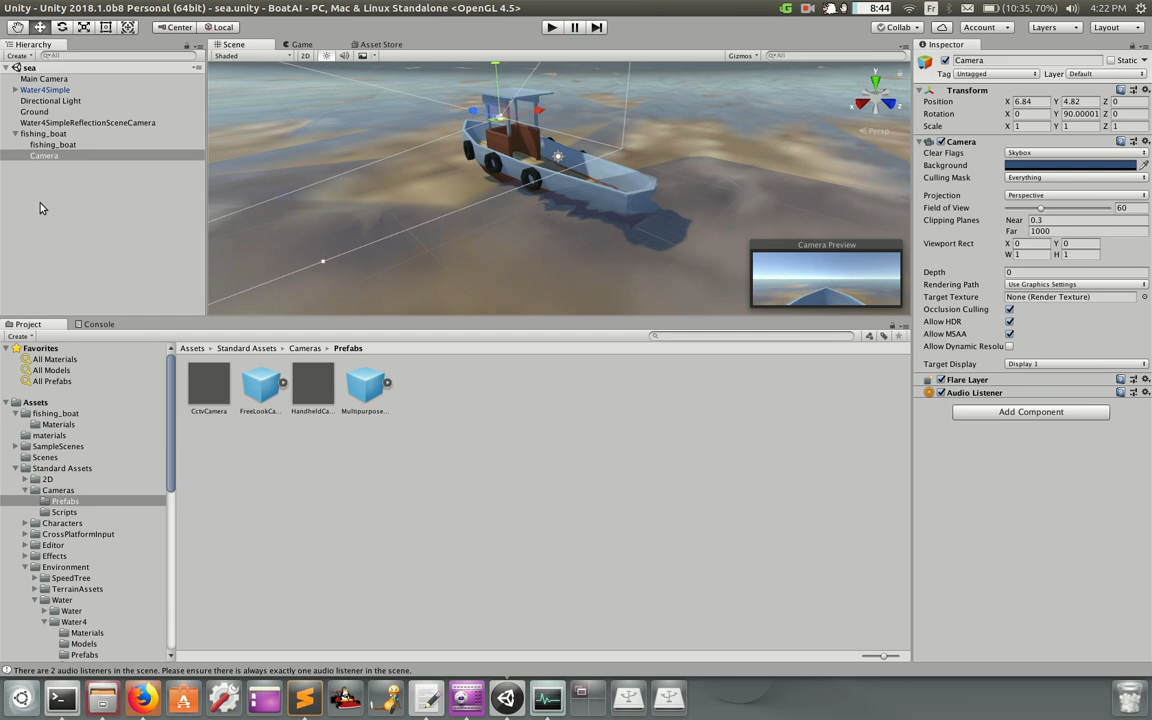 Unity - Unity 2018.1.0b8 Personal (64bit) - sea.unity - BoatAI - PC, Mac & Linux Standalone <OpenGL 4.5>
8:44
Fr
(10:35, 70%)
4:22 PM
Center
Local
Collab
Account
Layers
Layout
Hierarchy
Create
All
sea
Main Camera
Water4Simple
Directional Light
Ground
Water4SimpleReflectionSceneCamera
fishing_boat
fishing_boat
Camera
Scene
Game
Asset Store
Shaded
2D
Gizmos
All
y
x
z
Persp
Camera Preview
Inspector
Camera
Static
Tag
Untagged
Layer
Default
Transform
Position X 6.84 Y 4.82 Z 0
Rotation X 0 Y 90.00001 Z 0
Scale X 1 Y 1 Z 1
Camera
Clear Flags Skybox
Background
Culling Mask Everything
Projection Perspective
Field of View 60
Clipping Planes Near 0.3
Far 1000
Viewport Rect X 0 Y 0
W 1 H 1
Depth 0
Rendering Path Use Graphics Settings
Target Texture None (Render Texture)
Occlusion Culling
Allow HDR
Allow MSAA
Allow Dynamic Resolu
Target Display Display 1
Flare Layer
Audio Listener
Add Component
Project
Console
Create
Favorites
All Materials
All Models
All Prefabs
Assets
fishing_boat
Materials
materials
SampleScenes
Scenes
Standard Assets
2D
Cameras
Prefabs
Scripts
Characters
CrossPlatformInput
Editor
Effects
Environment
SpeedTree
TerrainAssets
Water
Water
Water4
Materials
Models
Prefabs
Assets Standard Assets Cameras Prefabs
CctvCamera
FreeLookCa...
HandheldCa...
Multipurpose...
There are 2 audio listeners in the scene. Please ensure there is always exactly one audio listener in the scene.